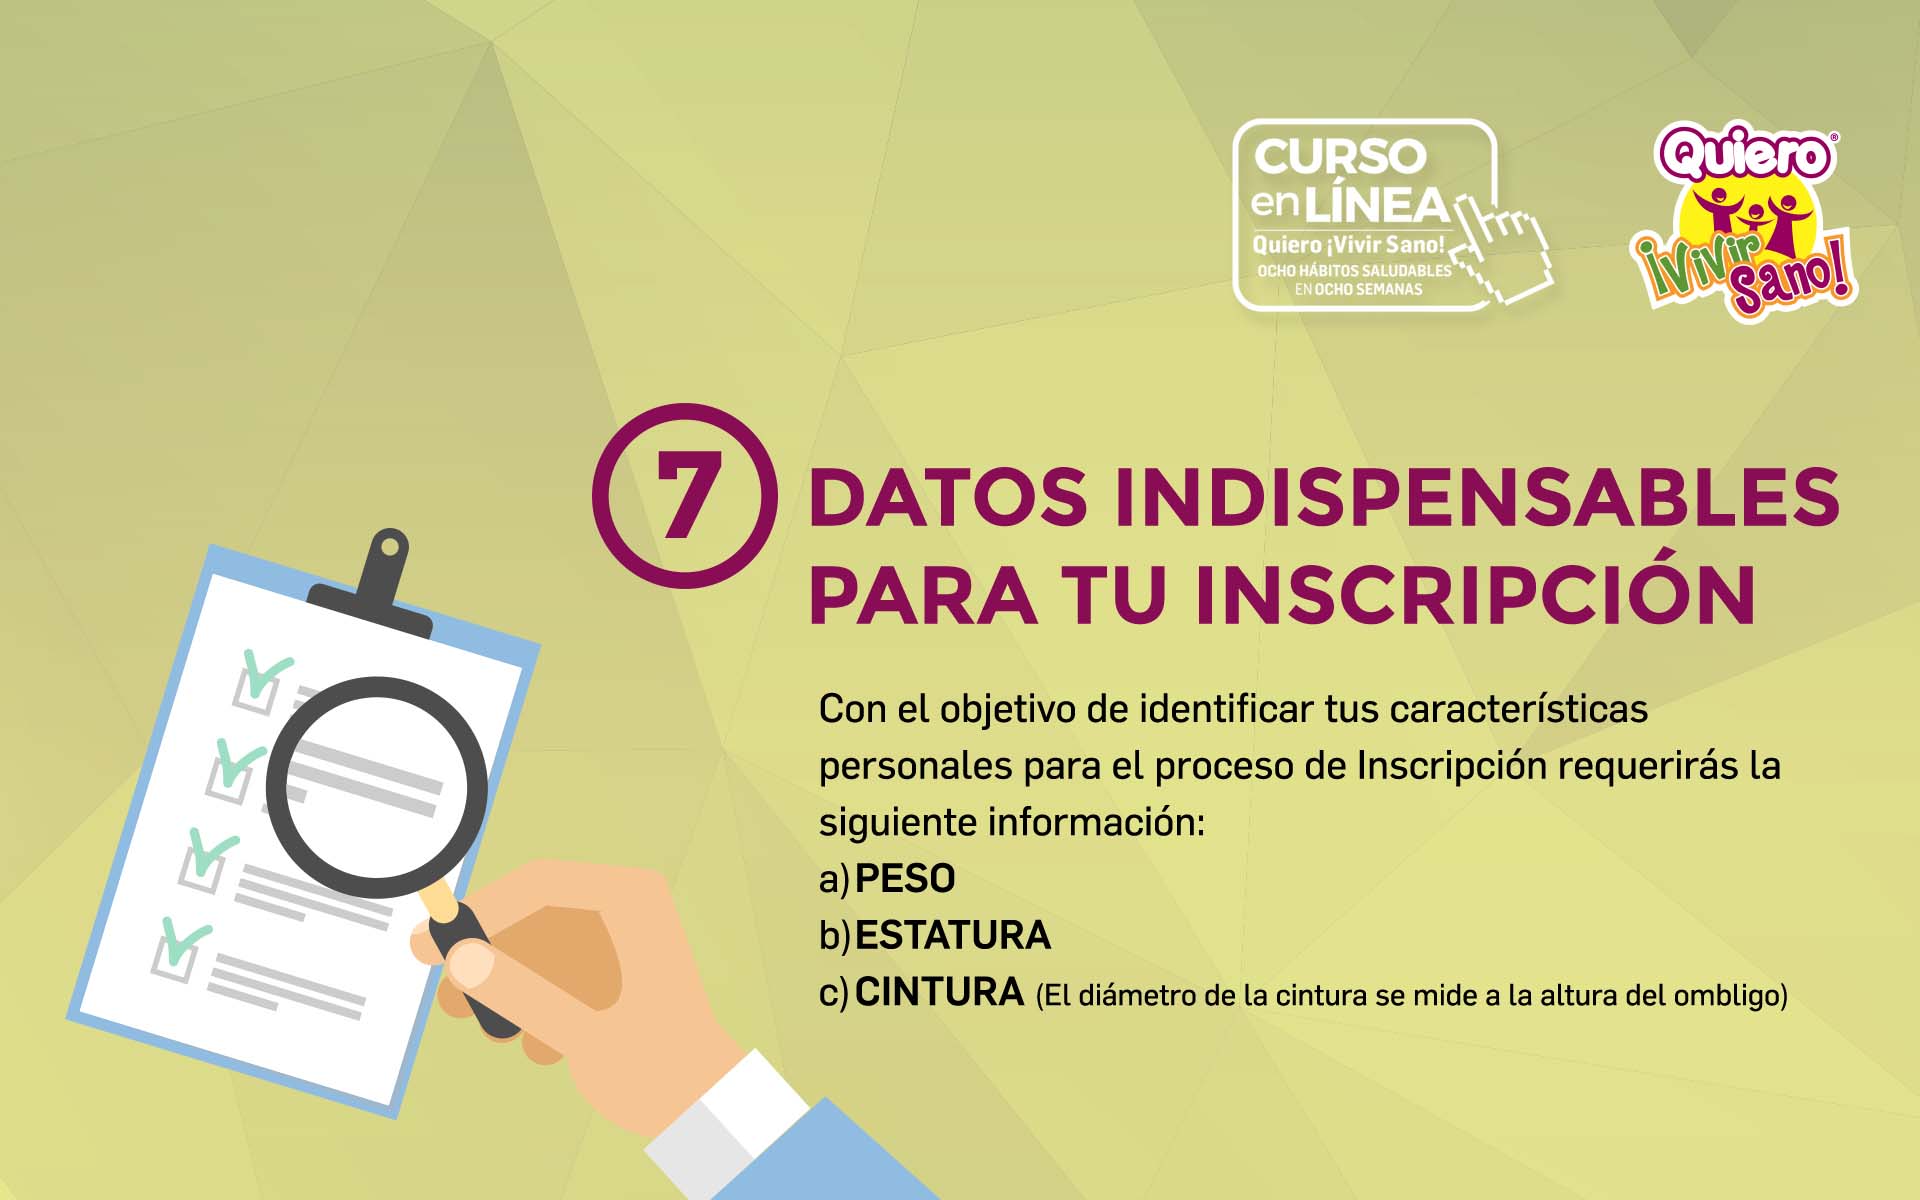 CURSO
en LÍNEA
Quiero ¡Vivir Sano!
OCHO HÁBITOS SALUDABLES
EN OCHO SEMANAS
Quiero®
¡Vivir
Sano!
7
DATOS INDISPENSABLES
PARA TU INSCRIPCIÓN
Con el objetivo de identificar tus características
personales para el proceso de Inscripción requerirás la
siguiente información:
a) PESO
b) ESTATURA
c) CINTURA (El diámetro de la cintura se mide a la altura del ombligo)